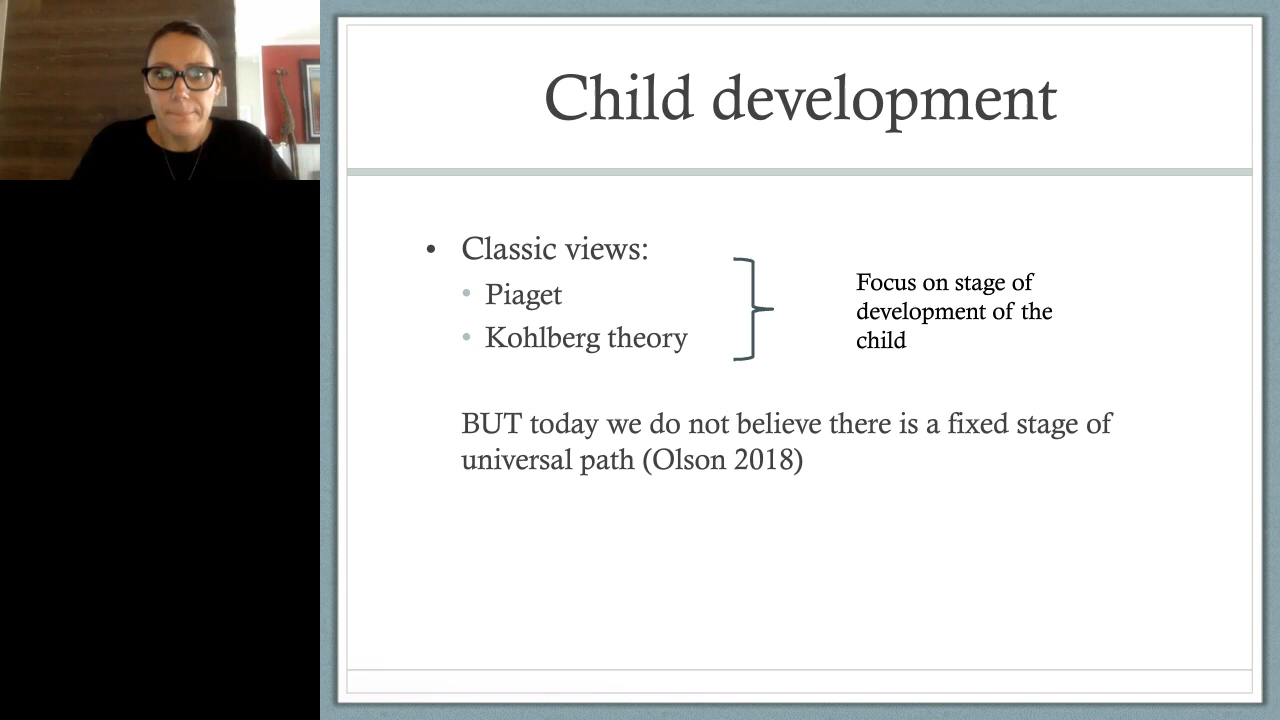 Child development
• Classic views:
• Piaget
• Kohlberg theory
Focus on stage of
development of the
child
BUT today we do not believe there is a fixed stage of
universal path (Olson 2018)